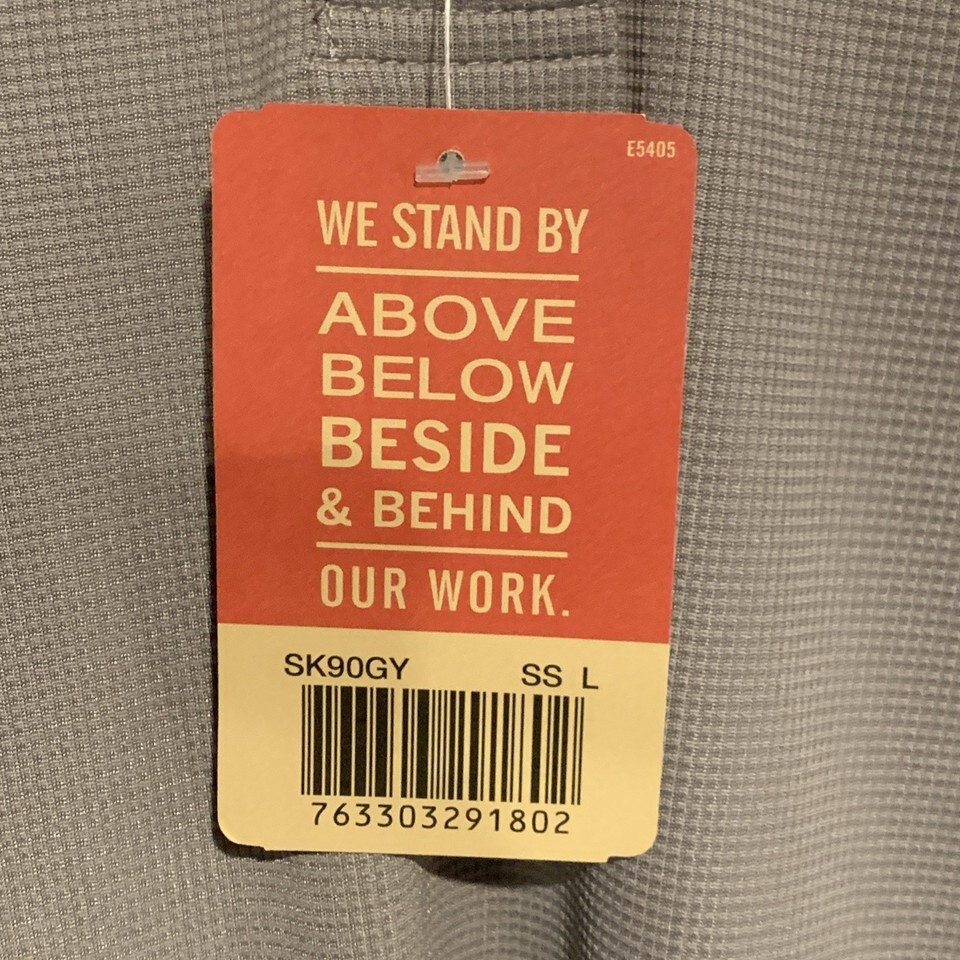 E5405
WE STAND BY
ABOVE
BELOW
BESIDE
& BEHIND
OUR WORK.
SK90GY SS L
763303291802